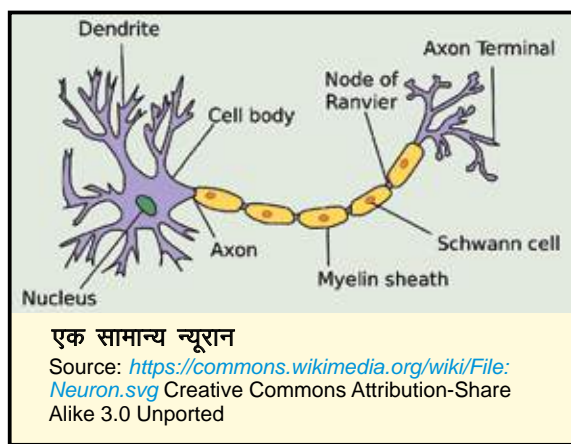 Dendrite
Axon Terminal
Node of
Ranvier
Cell body
Axon
Schwann cell
Myelin sheath
Nucleus
एक सामान्य न्यूरान
Source: https://commons.wikimedia.org/wiki/File:
Neuron.svg Creative Commons Attribution-Share
Alike 3.0 Unported